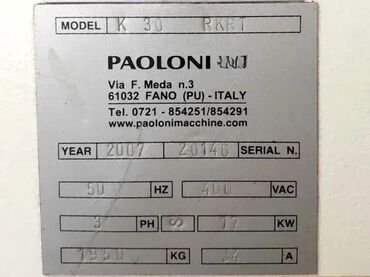 MODEL K 30 RKRT
PAOLONI
Via F. Meda n.3
61032 FANO (PU) - ITALY
Tel. 0721 - 854251/854291
www.paolonimacchine.com
YEAR 2007 20146 SERIAL N.
50 HZ 400 VAC
3 PH S 17 KW
1950 KG 34 A